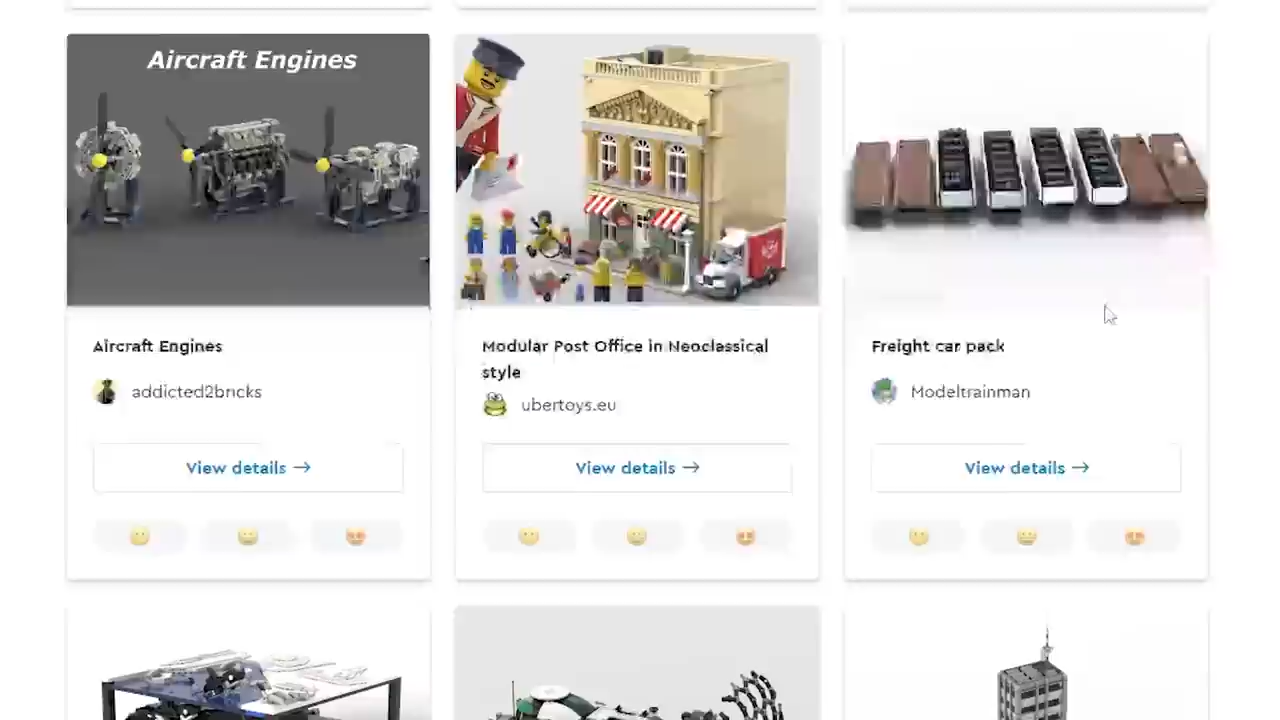 Aircraft Engines
Aircraft Engines
addicted2bricks
View details →
Modular Post Office in Neoclassical
style
ubertoys.eu
View details →
Freight car pack
Modeltrainman
View details →